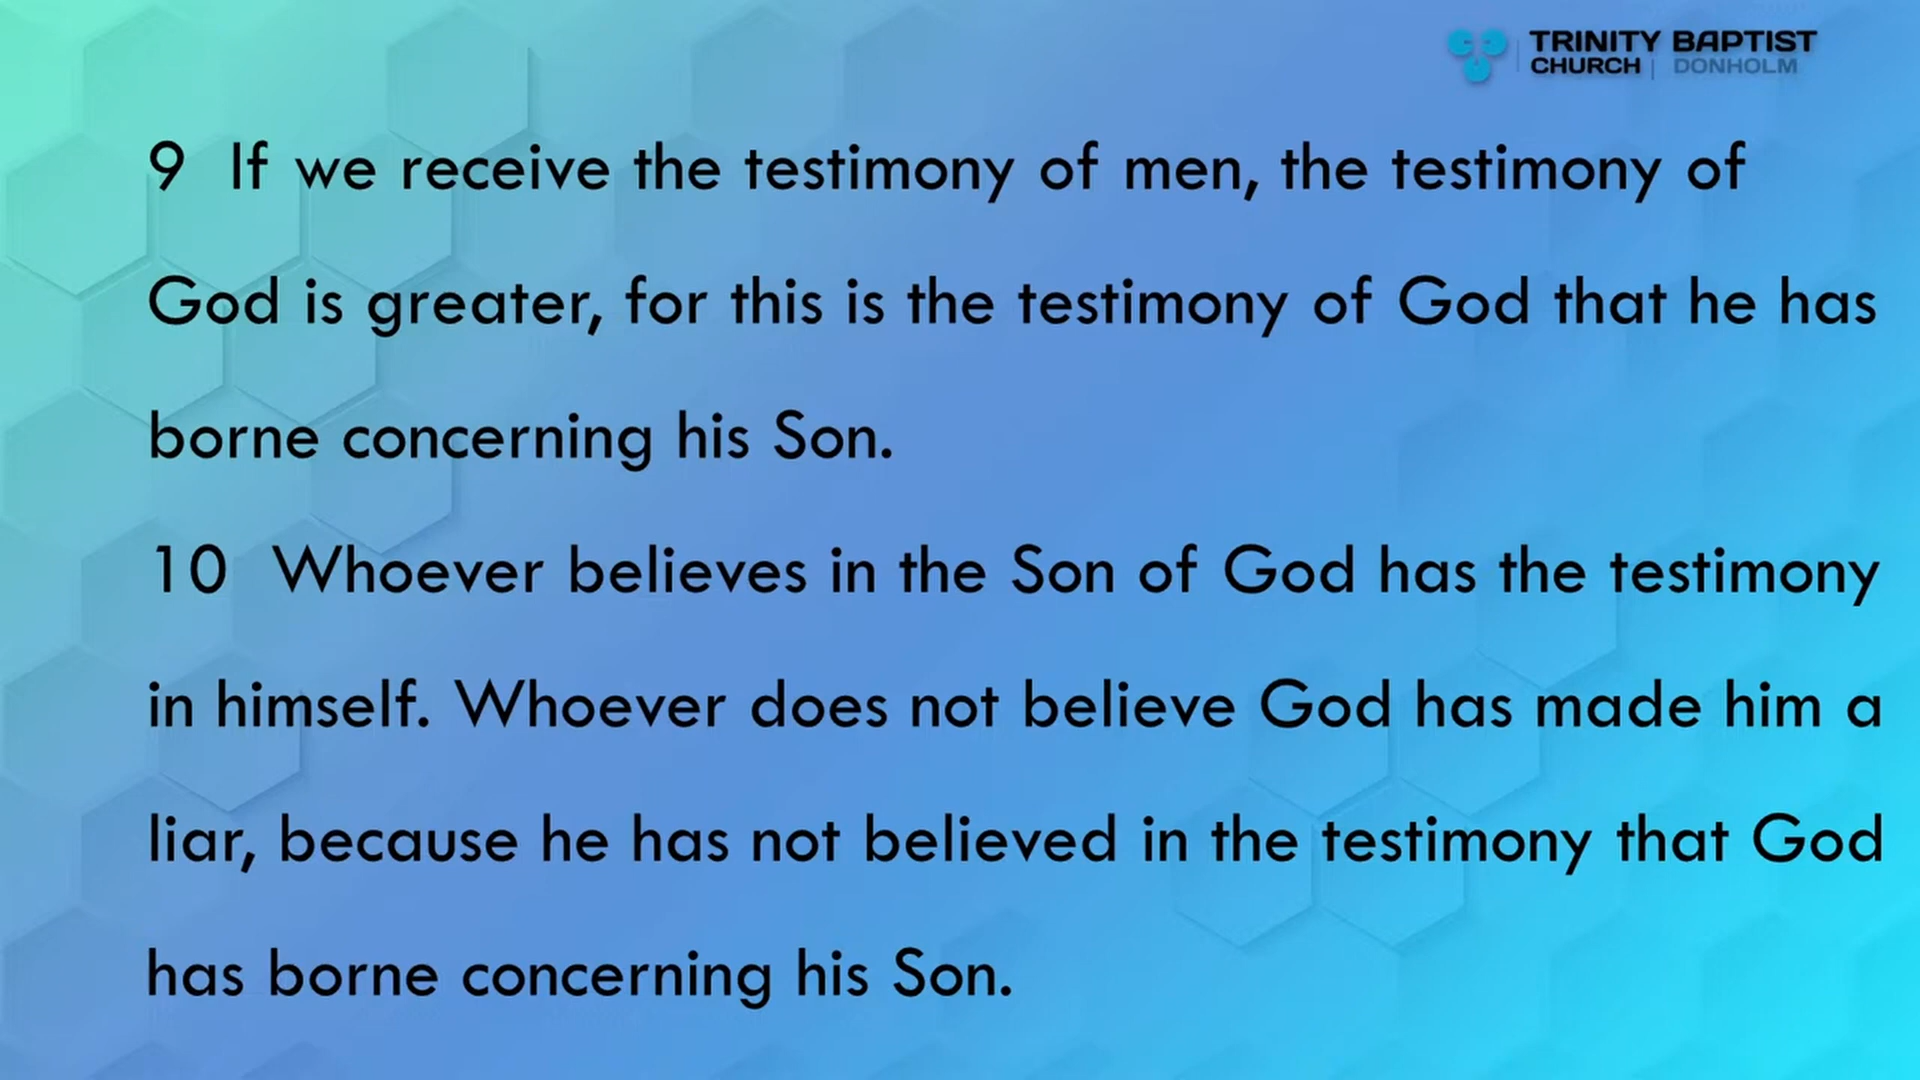 TRINITY BAPTIST
CHURCH | DONHOLM
9 If we receive the testimony of men, the testimony of
God is greater, for this is the testimony of God that he has
borne concerning his Son.
10 Whoever believes in the Son of God has the testimony
in himself. Whoever does not believe God has made him a
liar, because he has not believed in the testimony that God
has borne concerning his Son.